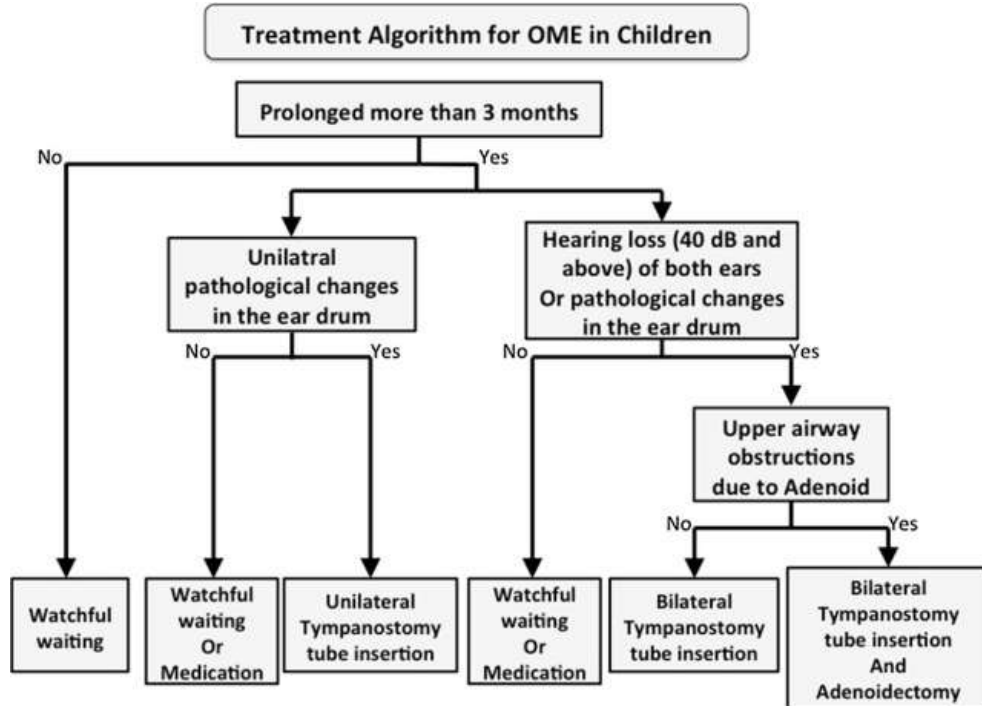 Treatment Algorithm for OME in Children
Prolonged more than 3 months
No
Yes
Unilatral
pathological changes
in the ear drum
Hearing loss (40 dB and
above) of both ears
Or pathological changes
in the ear drum
No
Yes
No
Yes
Upper airway
obstructions
due to Adenoid
No
Yes
Watchful
waiting
Watchful
waiting
Or
Medication
Unilateral
Tympanostomy
tube insertion
Watchful
waiting
Or
Medication
Bilateral
Tympanostomy
tube insertion
Bilateral
Tympanostomy
tube insertion
And
Adenoidectomy